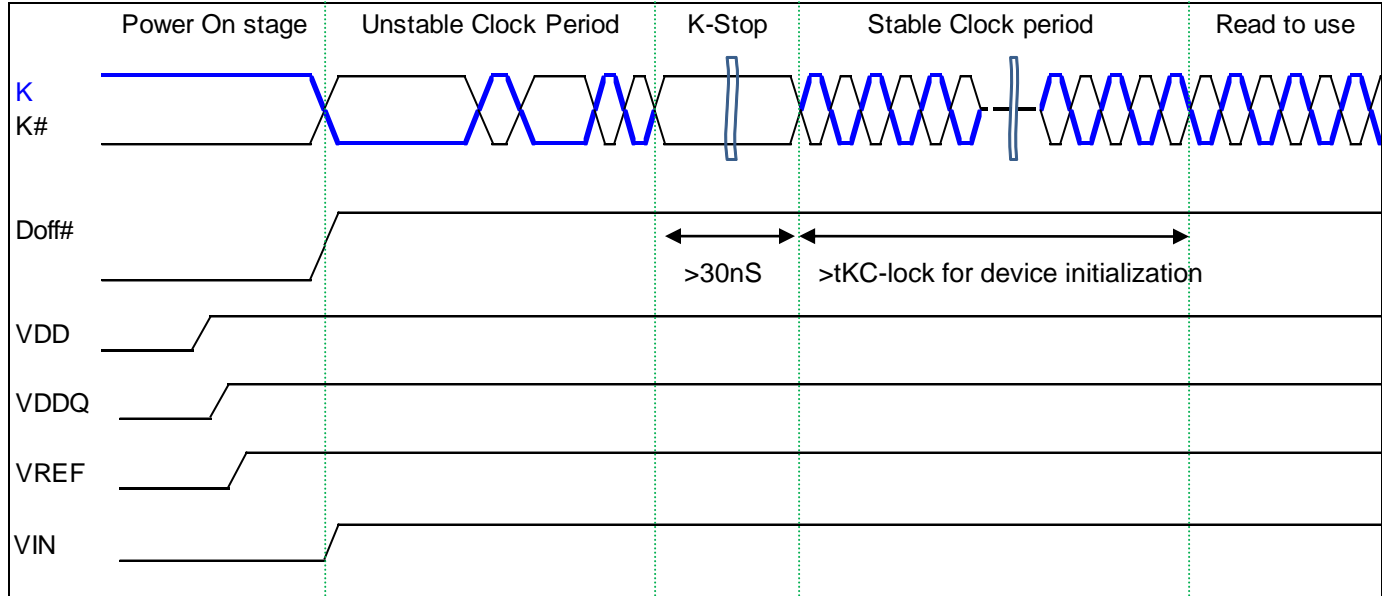 Power On stage Unstable Clock Period K-Stop Stable Clock period Read to use
K
K#
Doff#
>30nS >tKC-lock for device initialization
VDD
VDDQ
VREF
VIN